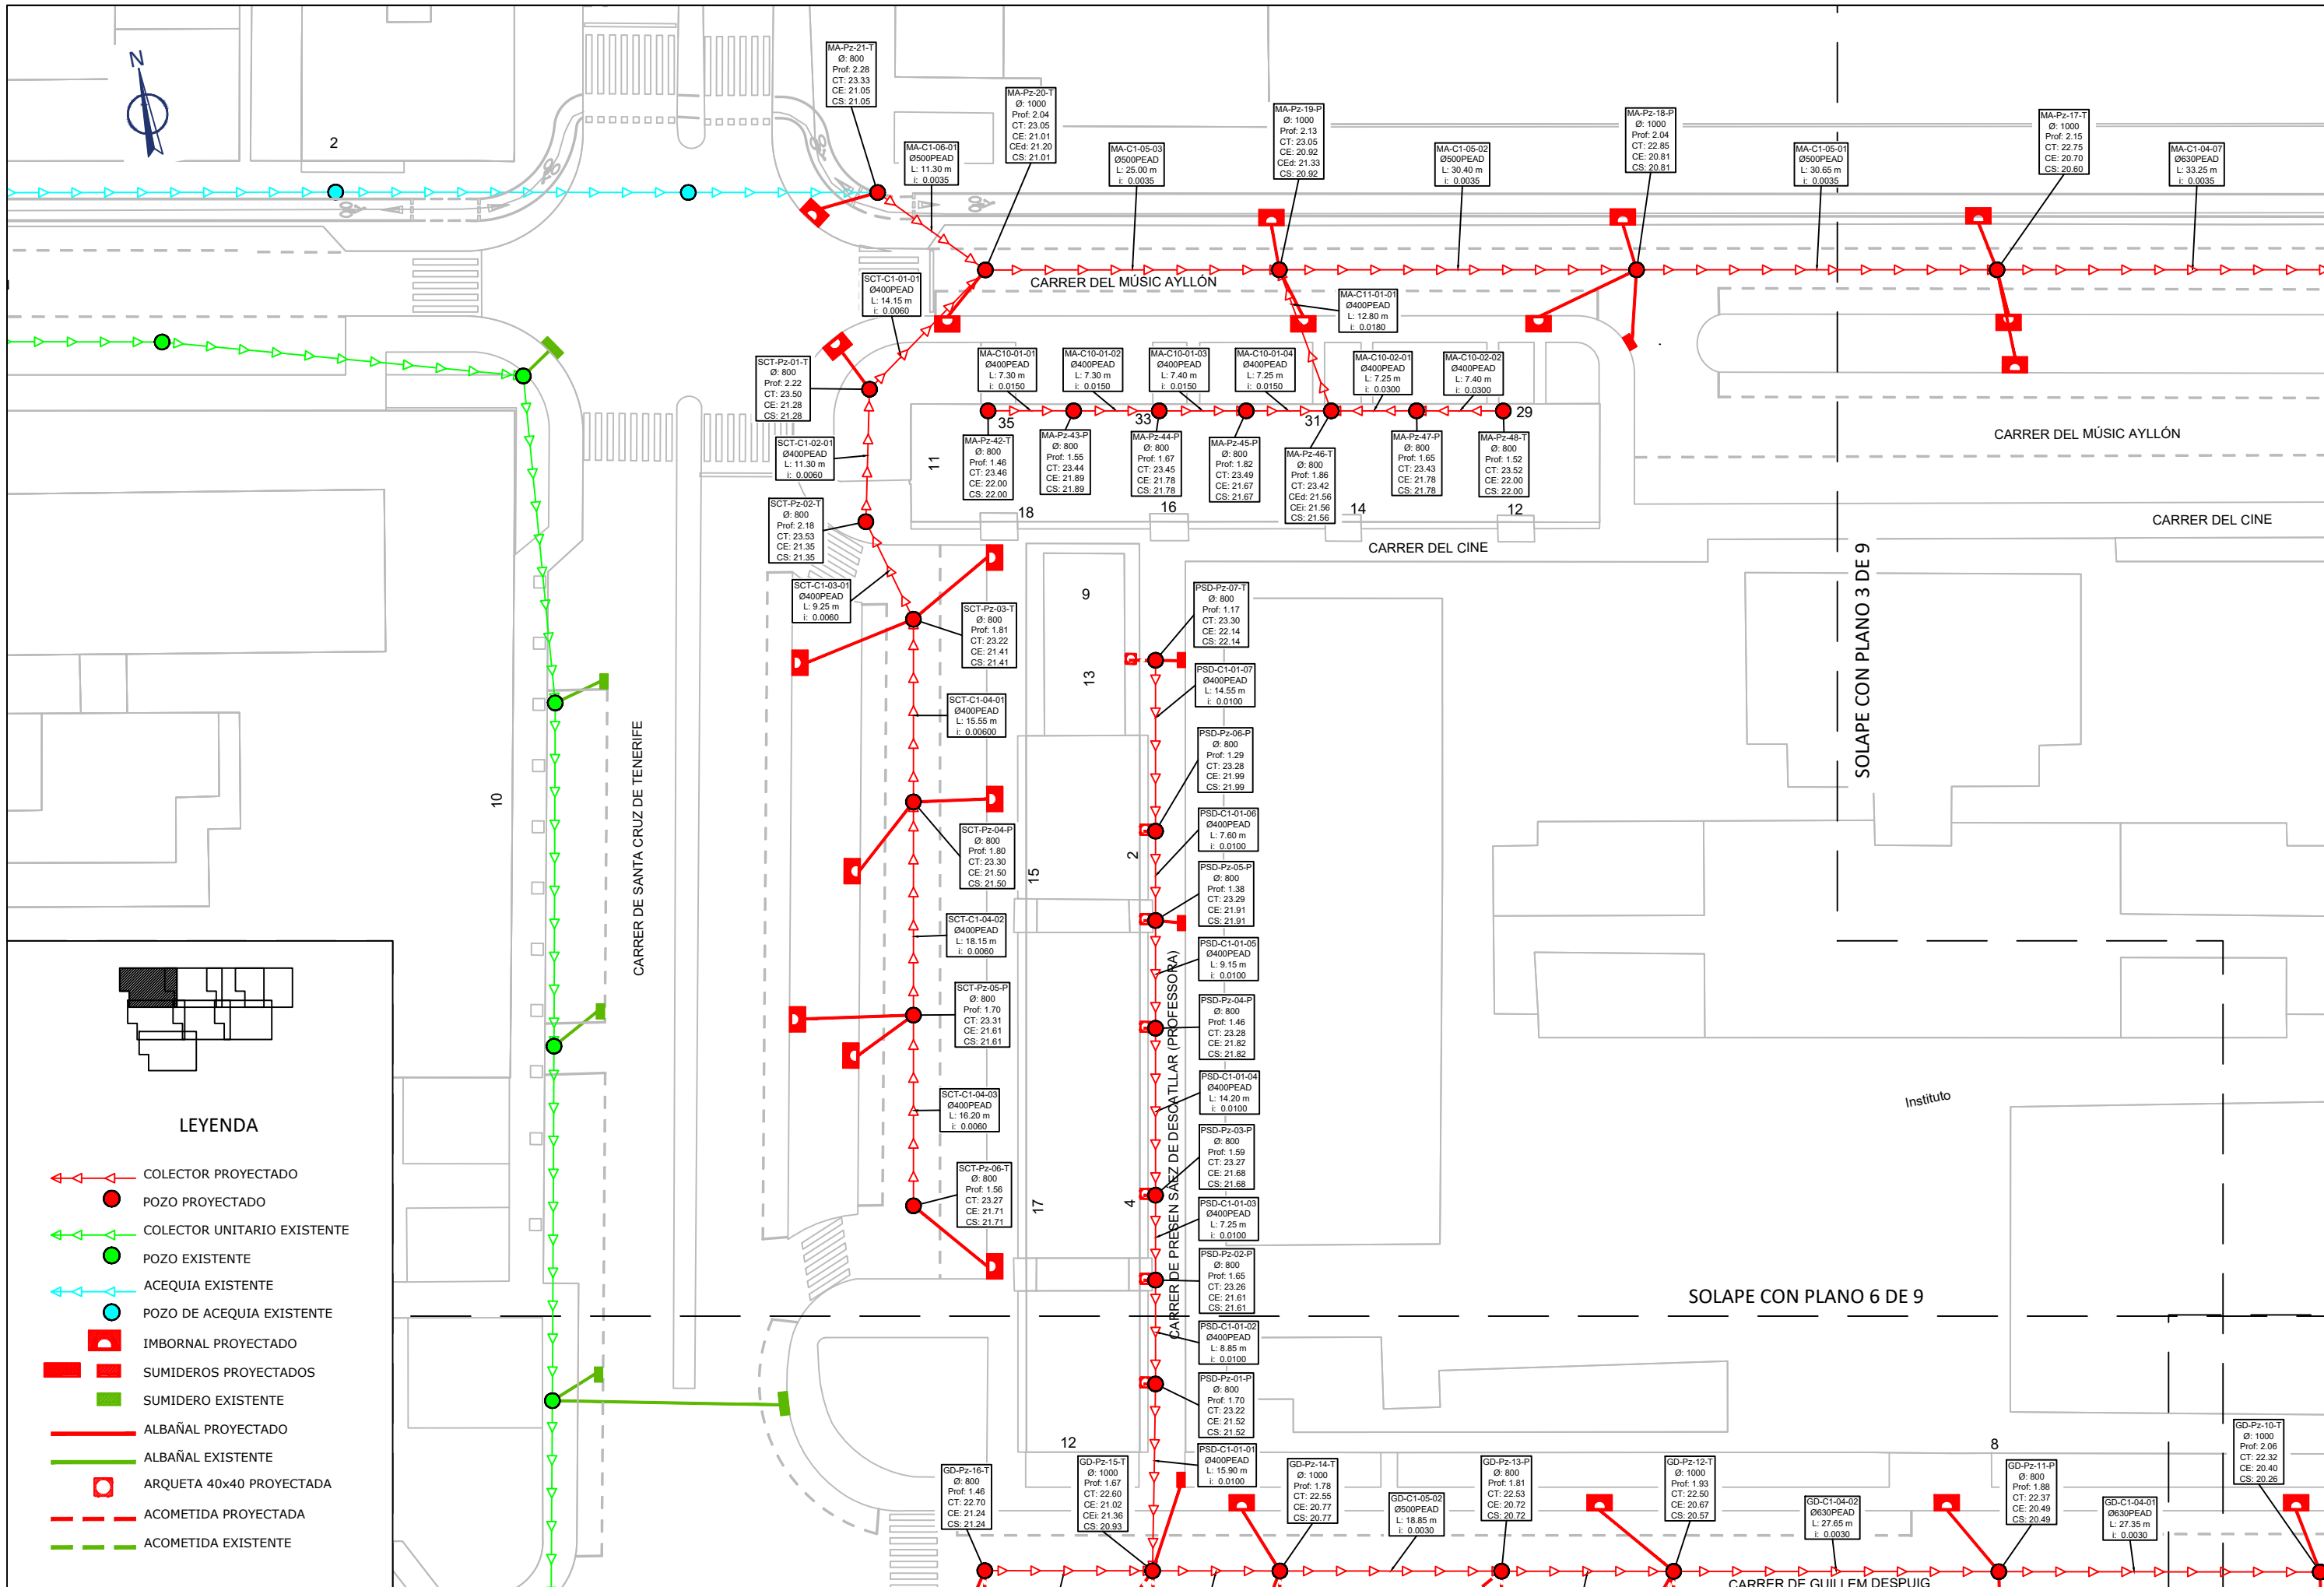 N
2
MA-Pz-21-T
Ø: 800
Prof: 2.28
CT: 23.33
CE: 21.05
CS: 21.05
MA-C1-06-01
Ø500PEAD
L: 11.30 m
i: 0.0035
MA-Pz-20-T
Ø: 1000
Prof: 2.04
CT: 23.05
CE: 21.01
CEd: 21.20
CS: 21.01
MA-C1-05-03
Ø500PEAD
L: 25.00 m
i: 0.0035
MA-Pz-19-P
Ø: 1000
Prof: 2.13
CT: 23.05
CE: 20.92
CEd: 21.33
CS: 20.92
MA-C1-05-02
Ø500PEAD
L: 30.40 m
i: 0.0035
MA-Pz-18-P
Ø: 1000
Prof: 2.04
CT: 22.85
CE: 20.81
CS: 20.81
MA-C1-05-01
Ø500PEAD
L: 30.65 m
i: 0.0035
MA-Pz-17-T
Ø: 1000
Prof: 2.15
CT: 22.75
CE: 20.70
CS: 20.60
MA-C1-04-07
Ø630PEAD
L: 33.25 m
i: 0.0035
CARRER DEL MÚSIC AYLLÓN
SCT-C1-01-01
Ø400PEAD
L: 14.15 m
i: 0.0060
MA-C11-01-01
Ø400PEAD
L: 12.80 m
i: 0.0180
SCT-Pz-01-T
Ø: 800
Prof: 2.22
CT: 23.50
CE: 21.28
CS: 21.28
MA-C10-01-01
Ø400PEAD
L: 7.30 m
i: 0.0150
MA-C10-01-02
Ø400PEAD
L: 7.30 m
i: 0.0150
MA-C10-01-03
Ø400PEAD
L: 7.40 m
i: 0.0150
MA-C10-01-04
Ø400PEAD
L: 7.25 m
i: 0.0150
MA-C10-02-01
Ø400PEAD
L: 7.25 m
i: 0.0300
MA-C10-02-02
Ø400PEAD
L: 7.40 m
i: 0.0300
35
33
31
29
11
MA-Pz-42-T
Ø: 800
Prof: 1.46
CT: 23.46
CE: 22.00
CS: 22.00
MA-Pz-43-P
Ø: 800
Prof: 1.55
CT: 23.44
CE: 21.89
CS: 21.89
MA-Pz-44-P
Ø: 800
Prof: 1.67
CT: 23.45
CE: 21.78
CS: 21.78
MA-Pz-45-P
Ø: 800
Prof: 1.82
CT: 23.49
CE: 21.67
CS: 21.67
MA-Pz-46-T
Ø: 800
Prof: 1.86
CT: 23.42
CEd: 21.56
CEi: 21.56
CS: 21.56
MA-Pz-47-P
Ø: 800
Prof: 1.65
CT: 23.43
CE: 21.78
CS: 21.78
MA-Pz-48-T
Ø: 800
Prof: 1.52
CT: 23.52
CE: 22.00
CS: 22.00
CARRER DEL MÚSIC AYLLÓN
SCT-C1-02-01
Ø400PEAD
L: 11.30 m
i: 0.0060
18
16
14
12
CARRER DEL CINE
CARRER DEL CINE
SCT-Pz-02-T
Ø: 800
Prof: 2.18
CT: 23.53
CE: 21.35
CS: 21.35
SCT-C1-03-01
Ø400PEAD
L: 9.25 m
i: 0.0060
SCT-Pz-03-T
Ø: 800
Prof: 1.81
CT: 23.22
CE: 21.41
CS: 21.41
SCT-C1-04-01
Ø400PEAD
L: 15.55 m
i: 0.00600
SCT-Pz-04-P
Ø: 800
Prof: 1.80
CT: 23.30
CE: 21.50
CS: 21.50
SCT-C1-04-02
Ø400PEAD
L: 18.15 m
i: 0.0060
SCT-Pz-05-P
Ø: 800
Prof: 1.70
CT: 23.31
CE: 21.61
CS: 21.61
SCT-C1-04-03
Ø400PEAD
L: 16.20 m
i: 0.0060
SCT-Pz-06-T
Ø: 800
Prof: 1.56
CT: 23.27
CE: 21.71
CS: 21.71
9
13
15
17
2
4
10
12
8
CARRER DE SANTA CRUZ DE TENERIFE
CARRER DE PRESEN SÁEZ DE DESCATLLAR (PROFESSORA)
PSD-Pz-07-T
Ø: 800
Prof: 1.17
CT: 23.30
CE: 22.14
CS: 22.14
PSD-C1-01-07
Ø400PEAD
L: 14.55 m
i: 0.0100
PSD-Pz-06-P
Ø: 800
Prof: 1.29
CT: 23.28
CE: 21.99
CS: 21.99
PSD-C1-01-06
Ø400PEAD
L: 7.60 m
i: 0.0100
PSD-Pz-05-P
Ø: 800
Prof: 1.38
CT: 23.29
CE: 21.91
CS: 21.91
PSD-C1-01-05
Ø400PEAD
L: 9.15 m
i: 0.0100
PSD-Pz-04-P
Ø: 800
Prof: 1.46
CT: 23.28
CE: 21.82
CS: 21.82
PSD-C1-01-04
Ø400PEAD
L: 14.20 m
i: 0.0100
PSD-Pz-03-P
Ø: 800
Prof: 1.59
CT: 23.27
CE: 21.68
CS: 21.68
PSD-C1-01-03
Ø400PEAD
L: 7.25 m
i: 0.0100
PSD-Pz-02-P
Ø: 800
Prof: 1.65
CT: 23.26
CE: 21.61
CS: 21.61
PSD-C1-01-02
Ø400PEAD
L: 8.85 m
i: 0.0100
PSD-Pz-01-P
Ø: 800
Prof: 1.70
CT: 23.22
CE: 21.52
CS: 21.52
PSD-C1-01-01
Ø400PEAD
L: 15.90 m
i: 0.0100
SOLAPE CON PLANO 3 DE 9
Instituto
SOLAPE CON PLANO 6 DE 9
GD-Pz-16-T
Ø: 800
Prof: 1.46
CT: 22.70
CE: 21.24
CS: 21.24
GD-Pz-15-T
Ø: 1000
Prof: 1.67
CT: 22.60
CE: 21.02
CEi: 21.36
CS: 20.93
GD-Pz-14-T
Ø: 1000
Prof: 1.78
CT: 22.55
CE: 20.77
CS: 20.77
GD-C1-05-02
Ø500PEAD
L: 18.85 m
i: 0.0030
GD-Pz-13-P
Ø: 800
Prof: 1.81
CT: 22.53
CE: 20.72
CS: 20.72
GD-Pz-12-T
Ø: 1000
Prof: 1.93
CT: 22.50
CE: 20.67
CS: 20.57
GD-C1-04-02
Ø630PEAD
L: 27.65 m
i: 0.0030
GD-Pz-11-P
Ø: 800
Prof: 1.88
CT: 22.37
CE: 20.49
CS: 20.49
GD-C1-04-01
Ø630PEAD
L: 27.35 m
i: 0.0030
GD-Pz-10-T
Ø: 1000
Prof: 2.06
CT: 22.32
CE: 20.40
CS: 20.26
CARRER DE GUILLEM DESPUIG
LEYENDA
COLECTOR PROYECTADO
POZO PROYECTADO
COLECTOR UNITARIO EXISTENTE
POZO EXISTENTE
ACEQUIA EXISTENTE
POZO DE ACEQUIA EXISTENTE
IMBORNAL PROYECTADO
SUMIDEROS PROYECTADOS
SUMIDERO EXISTENTE
ALBAÑAL PROYECTADO
ALBAÑAL EXISTENTE
ARQUETA 40x40 PROYECTADA
ACOMETIDA PROYECTADA
ACOMETIDA EXISTENTE